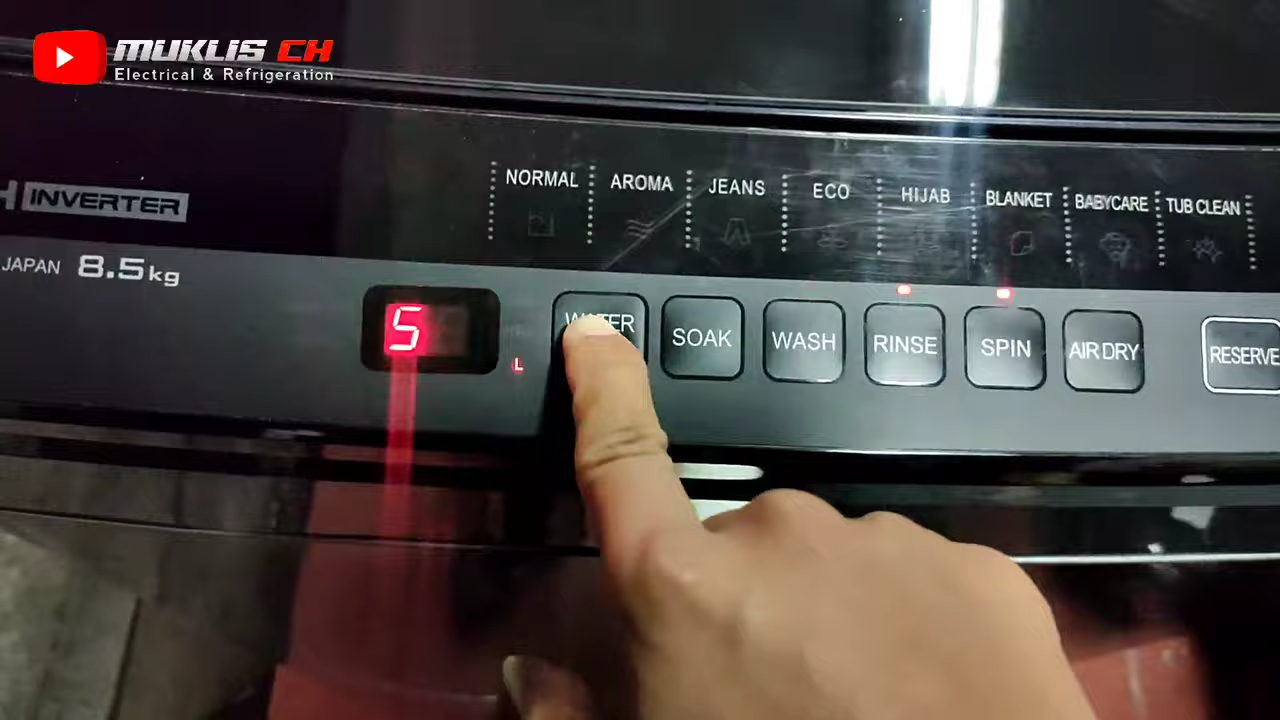 MUKLIS CH
Electrical & Refrigeration
INVERTER
JAPAN 8.5kg
NORMAL
AROMA
JEANS
ECO
HIJAB
BLANKET
BABYCARE
TUB CLEAN
5
L
WATER
SOAK
WASH
RINSE
SPIN
AIR DRY
RESERVE